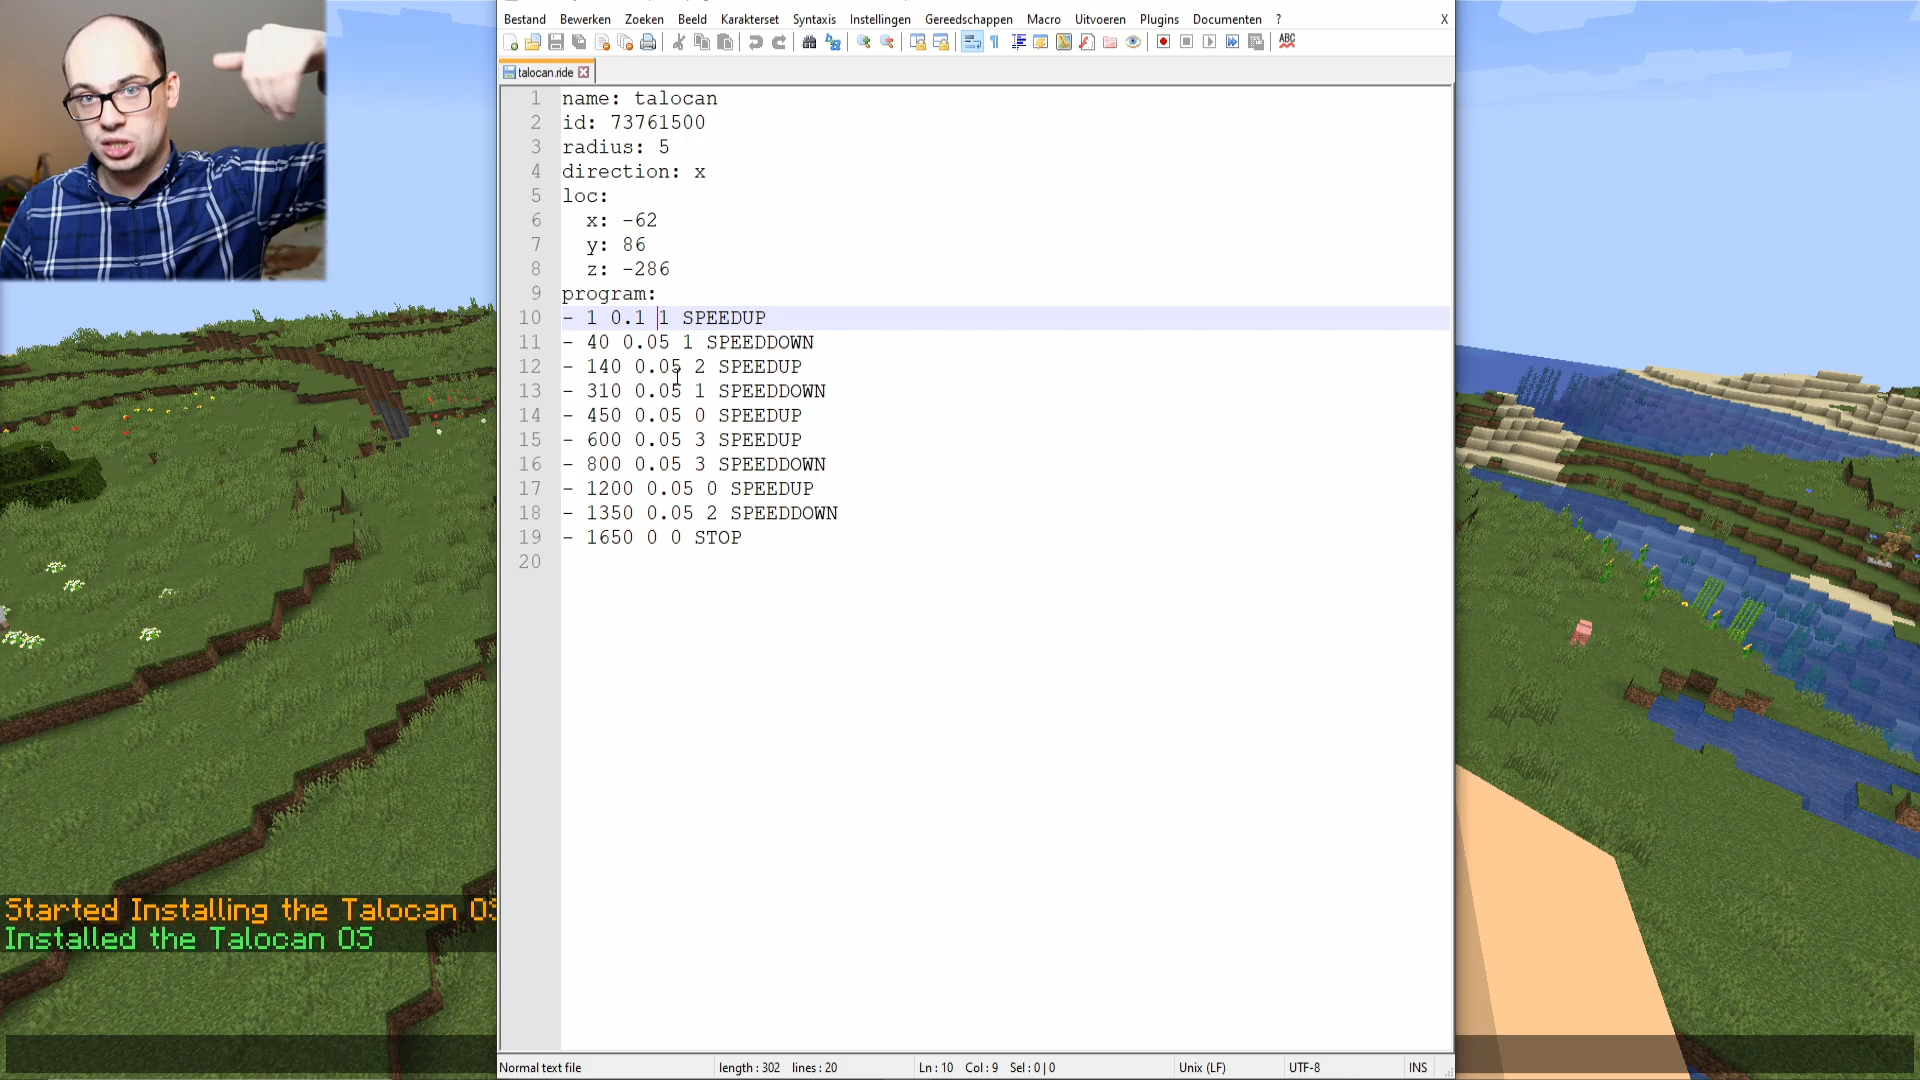 Bestand Bewerken Zoeken Beeld Karakterset Syntaxis Instellingen Gereedschappen Macro Uitvoeren Plugins Documenten ? X
ABC
talocan.ride
1 name: talocan
2 id: 73761500
3 radius: 5
4 direction: x
5 loc:
6 x: -62
7 y: 86
8 z: -286
9 program:
10 - 1 0.1 1 SPEEDUP
11 - 40 0.05 1 SPEEDDOWN
12 - 140 0.05 2 SPEEDUP
13 - 310 0.05 1 SPEEDDOWN
14 - 450 0.05 0 SPEEDUP
15 - 600 0.05 3 SPEEDUP
16 - 800 0.05 3 SPEEDDOWN
17 - 1200 0.05 0 SPEEDUP
18 - 1350 0.05 2 SPEEDDOWN
19 - 1650 0 0 STOP
20
Started Installing the Talocan OS
Installed the Talocan OS
Normal text file length : 302 lines : 20 Ln : 10 Col : 9 Sel : 0 | 0 Unix (LF) UTF-8 INS